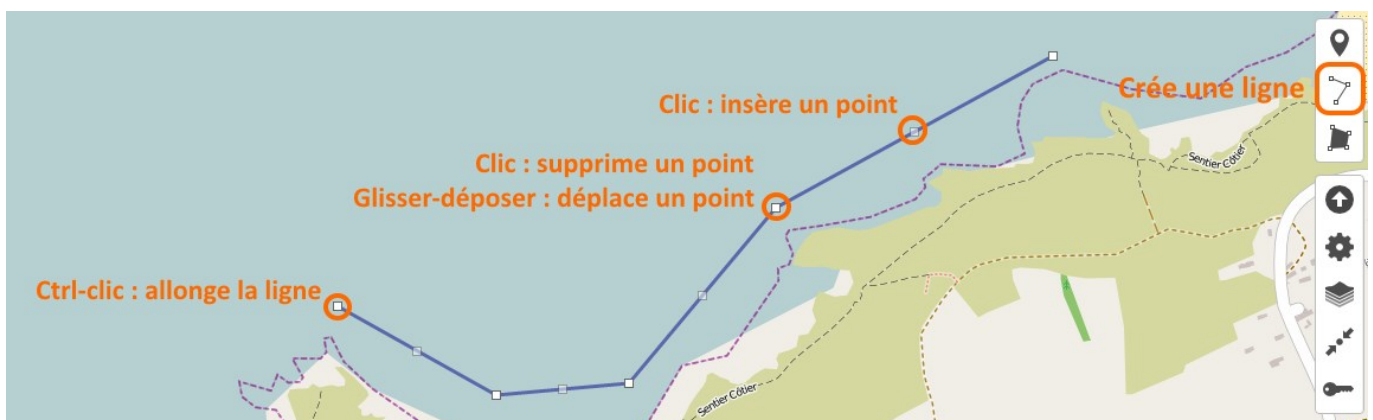 Crée une ligne
Clic : insère un point
Clic : supprime un point
Glisser-déposer : déplace un point
Sentier Côtier
Ctrl-clic : allonge la ligne
Sentier Côtier